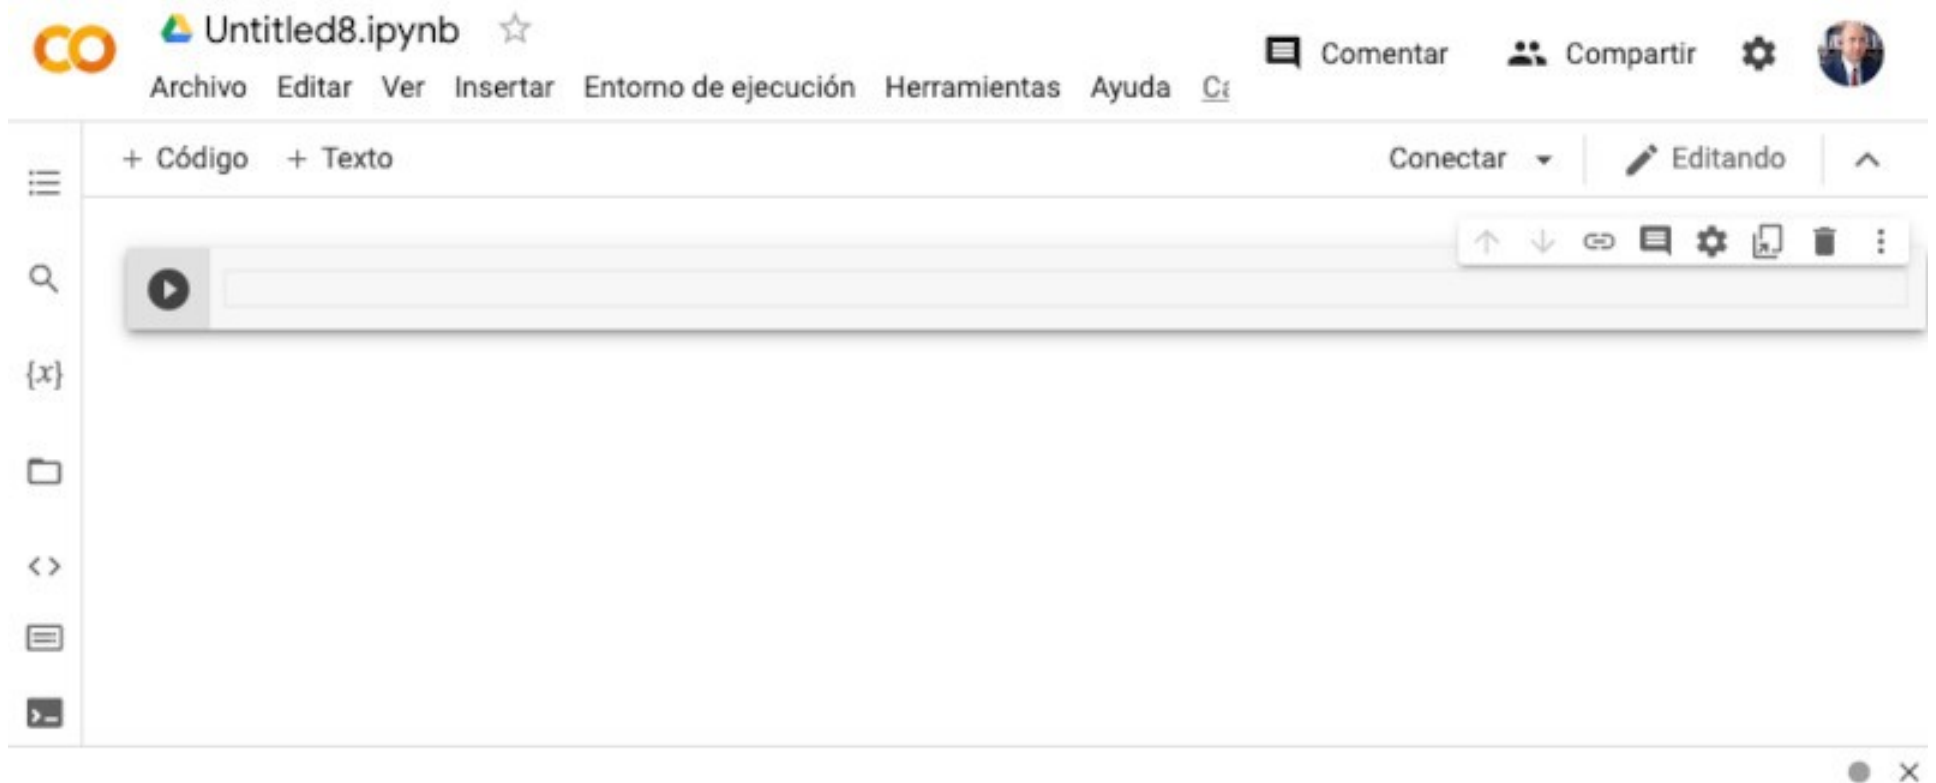 CO Untitled8.ipynb
Archivo Editar Ver Insertar Entorno de ejecución Herramientas Ayuda
Comentar Compartir
+ Código + Texto
Conectar Editando
{x}